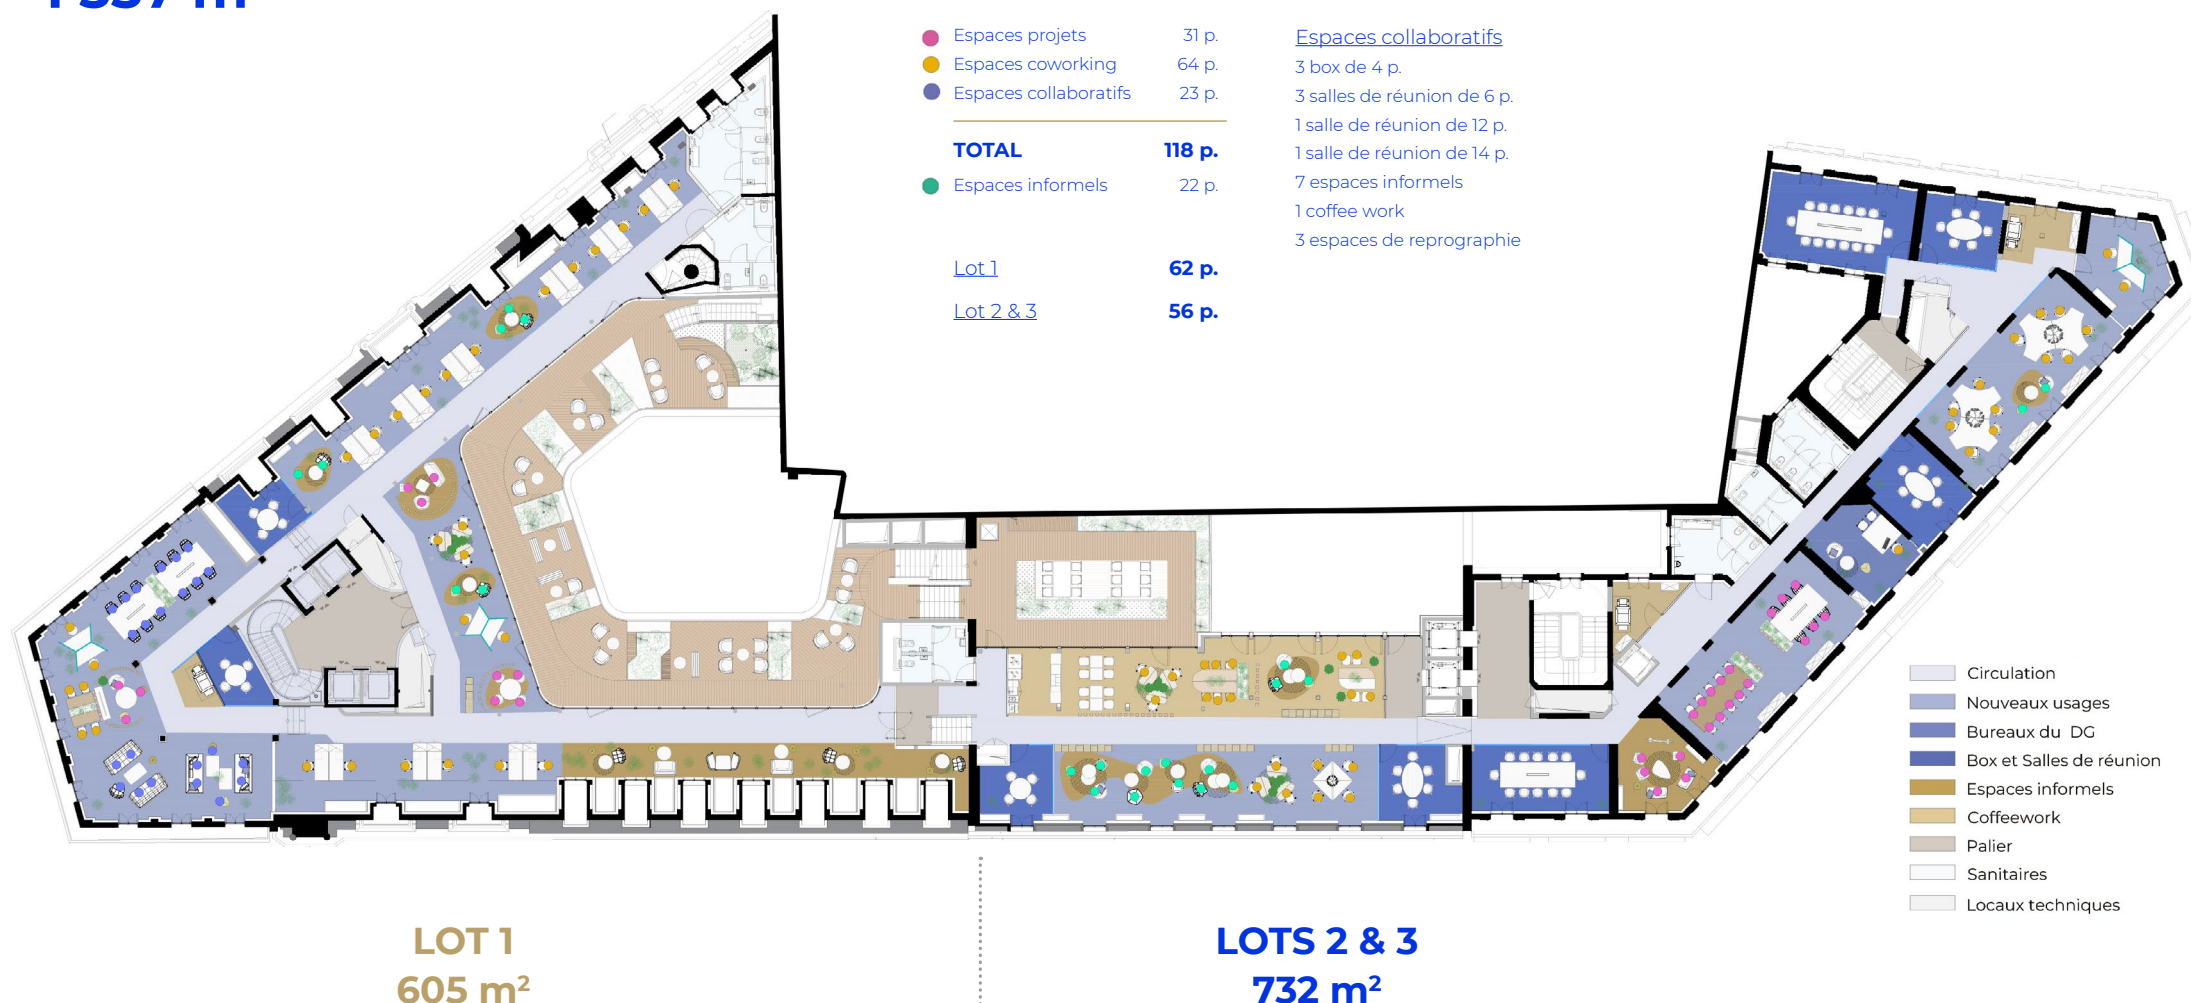 Espaces projets 31 p.
Espaces coworking 64 p.
Espaces collaboratifs 23 p.
TOTAL 118 p.
Espaces informels 22 p.
Lot 1 62 p.
Lot 2 & 3 56 p.
Espaces collaboratifs
3 box de 4 p.
3 salles de réunion de 6 p.
1 salle de réunion de 12 p.
1 salle de réunion de 14 p.
7 espaces informels
1 coffee work
3 espaces de reprographie
Circulation
Nouveaux usages
Bureaux du DG
Box et Salles de réunion
Espaces informels
Coffeework
Palier
Sanitaires
Locaux techniques
LOT 1
605 m²
LOTS 2 & 3
732 m²